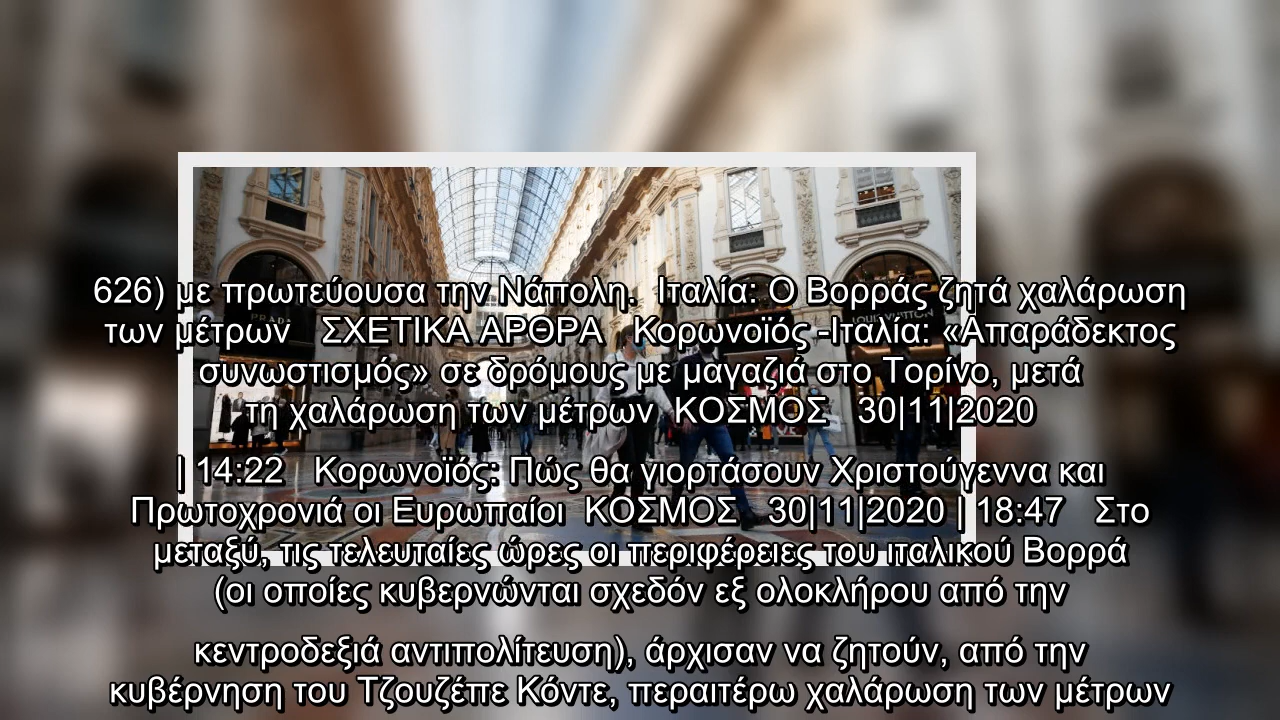 PRADA
LOUIS VUITTON
626) με πρωτεύουσα την Νάπολη.  Ιταλία: Ο Βορράς ζητά χαλάρωση
των μέτρων   ΣΧΕΤΙΚΑ ΑΡΘΡΑ   Κορωνοϊός -Ιταλία: «Απαράδεκτος
συνωστισμός» σε δρόμους με μαγαζιά στο Τορίνο, μετά
τη χαλάρωση των μέτρων  ΚΟΣΜΟΣ   30|11|2020
| 14:22   Κορωνοϊός: Πώς θα γιορτάσουν Χριστούγεννα και
Πρωτοχρονιά οι Ευρωπαίοι  ΚΟΣΜΟΣ   30|11|2020 | 18:47   Στο
μεταξύ, τις τελευταίες ώρες οι περιφέρειες του ιταλικού Βορρά
(οι οποίες κυβερνώνται σχεδόν εξ ολοκλήρου από την
κεντροδεξιά αντιπολίτευση), άρχισαν να ζητούν, από την
κυβέρνηση του Τζουζέπε Κόντε, περαιτέρω χαλάρωση των μέτρων